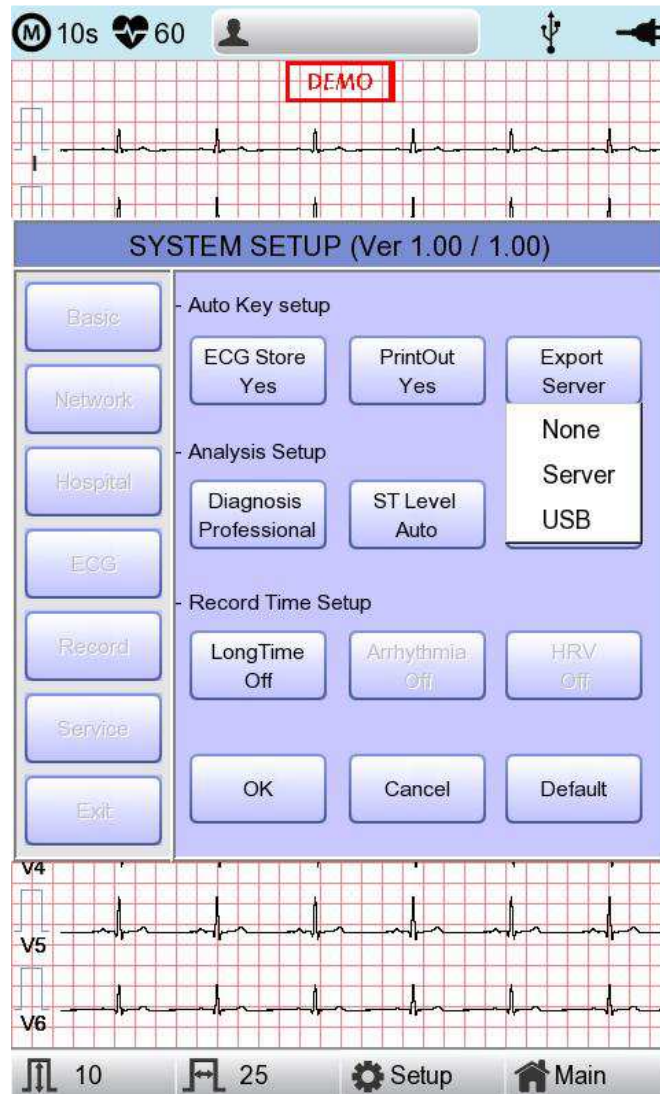 M 10s 60
DEMO
I
SYSTEM SETUP (Ver 1.00 / 1.00)
Basic
Network
Hospital
ECG
Record
Service
Exit
Auto Key setup
ECG Store
Yes
PrintOut
Yes
Export
Server
None
Server
USB
Analysis Setup
Diagnosis
Professional
ST Level
Auto
Record Time Setup
LongTime
Off
Arrhythmia
Off
HRV
Off
OK
Cancel
Default
V4
V5
V6
10
25
Setup
Main